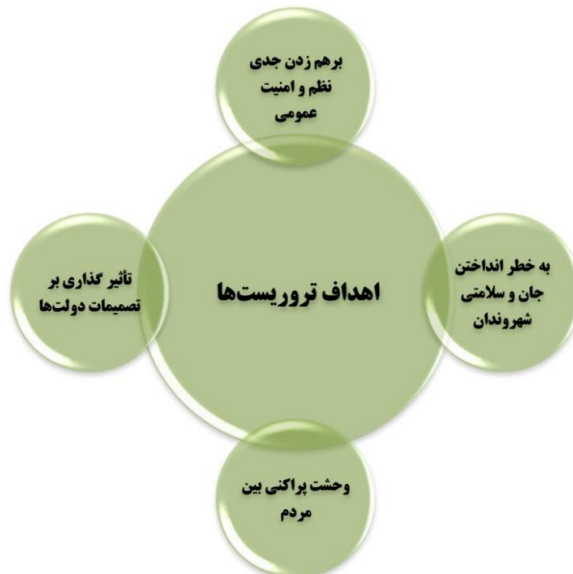 برهم زدن جدی
نظم و امنیت
عمومی
به خطر انداختن
جان و سلامتی
شهروندان
اهداف تروریست‌ها
تأثیر گذاری بر
تصمیمات دولت‌ها
وحشت پراکنی بین
مردم